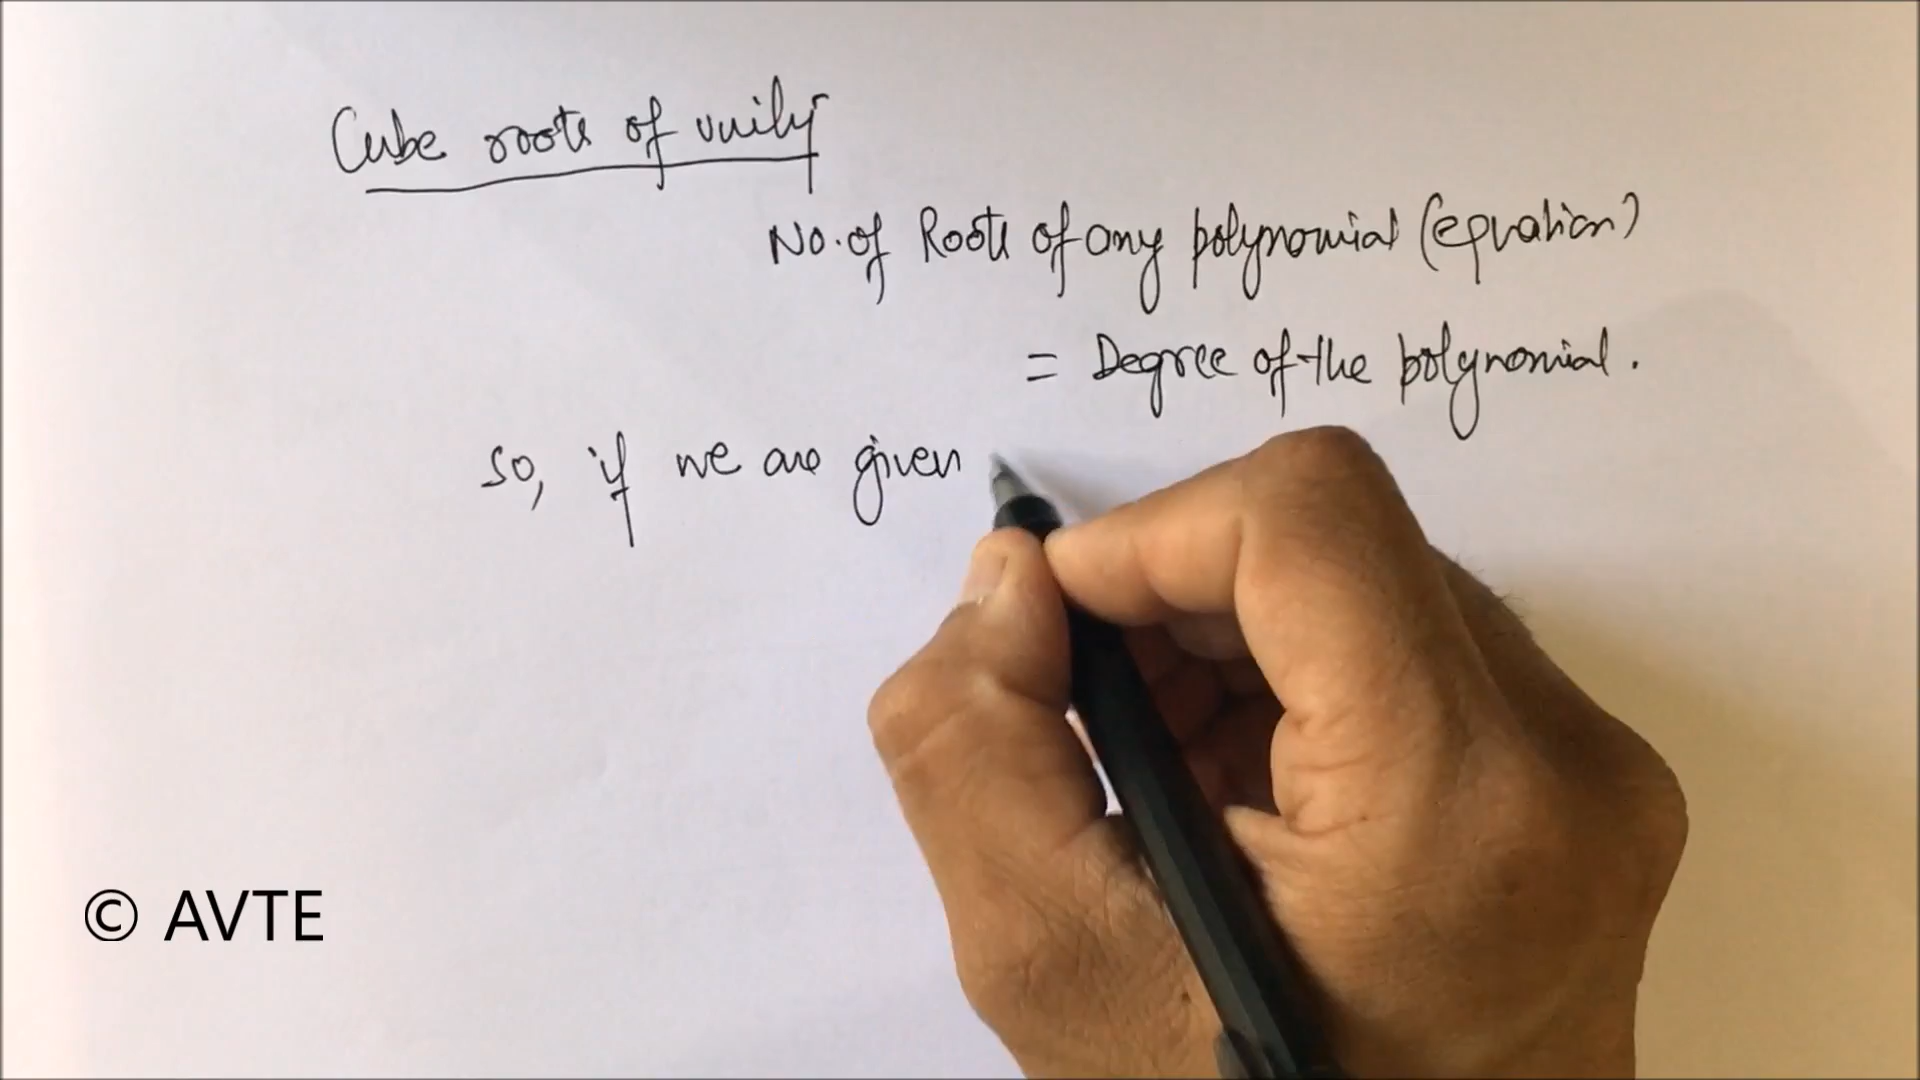 Cube roots of unity
No. of Roots of any polynomial (equation)
= Degree of the polynomial.
So, if we are given
© AVTE